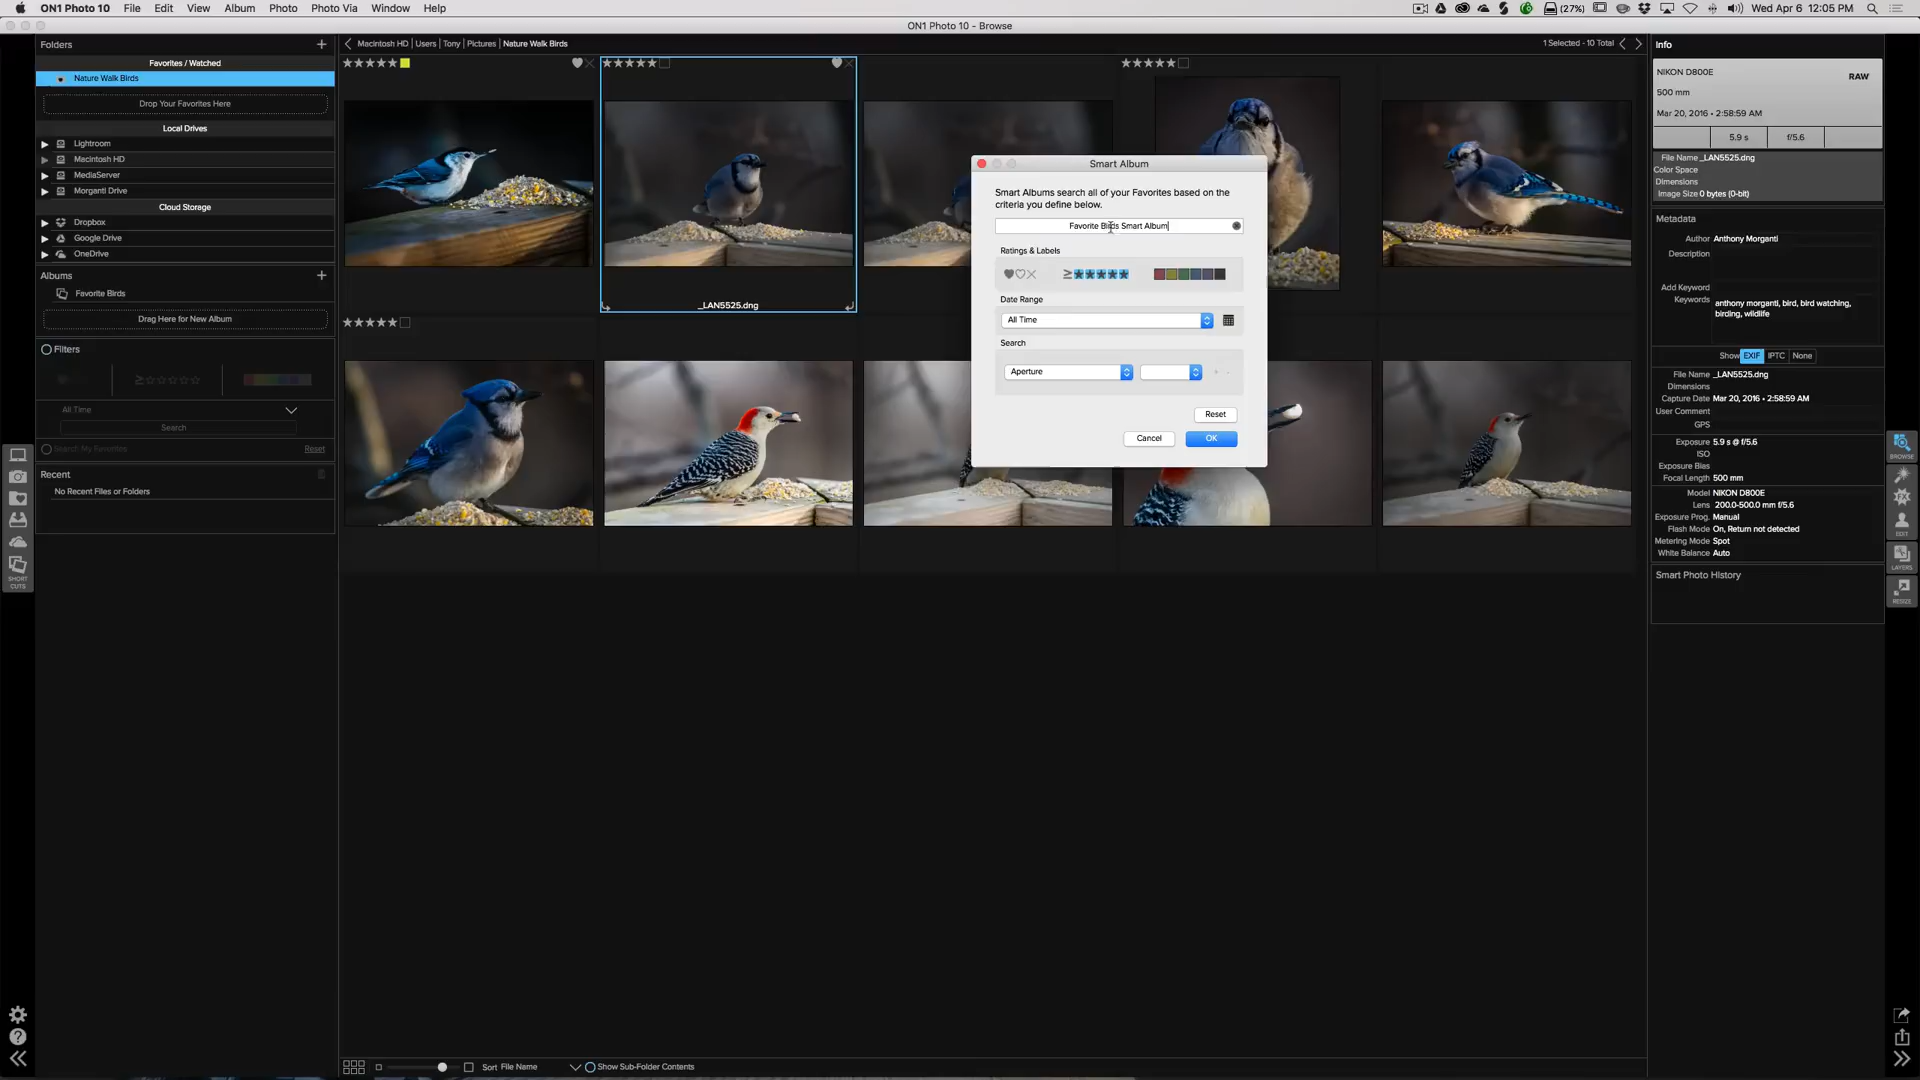 ON1 Photo 10 File Edit View Album Photo Photo Via Window Help
(27%) Wed Apr 6 12:05 PM
ON1 Photo 10 - Browse
Folders
Favorites / Watched
Nature Walk Birds
Drop Your Favorites Here
Local Drives
Lightroom
Macintosh HD
MediaServer
Morganti Drive
Cloud Storage
Dropbox
Google Drive
OneDrive
Albums
Favorite Birds
Drag Here for New Album
Filters
All Time
Search
Search My Favorites Reset
Recent
No Recent Files or Folders
SHORT
CUTS
Macintosh HD Users Tony Pictures Nature Walk Birds
1 Selected - 10 Total
_LAN5525.dng
Smart Album
Smart Albums search all of your Favorites based on the
criteria you define below.
Favorite Birds Smart Album
Ratings & Labels
Date Range
All Time
Search
Aperture
Reset
Cancel OK
Sort File Name Show Sub-Folder Contents
Info
NIKON D800E RAW
500 mm
Mar 20, 2016 • 2:58:59 AM
5.9 s f/5.6
File Name _LAN5525.dng
Color Space
Dimensions
Image Size 0 bytes (0-bit)
Metadata
Author Anthony Morganti
Description
Add Keyword
Keywords anthony morganti, bird, bird watching,
birding, wildlife
Show EXIF IPTC None
File Name _LAN5525.dng
Dimensions
Capture Date Mar 20, 2016 • 2:58:59 AM
User Comment
GPS
Exposure 5.9 s @ f/5.6
ISO
Exposure Bias
Focal Length 500 mm
Model NIKON D800E
Lens 200.0-500.0 mm f/5.6
Exposure Prog. Manual
Flash Mode On, Return not detected
Metering Mode Spot
White Balance Auto
Smart Photo History
BROWSE
EDIT
LAYERS
RESIZE